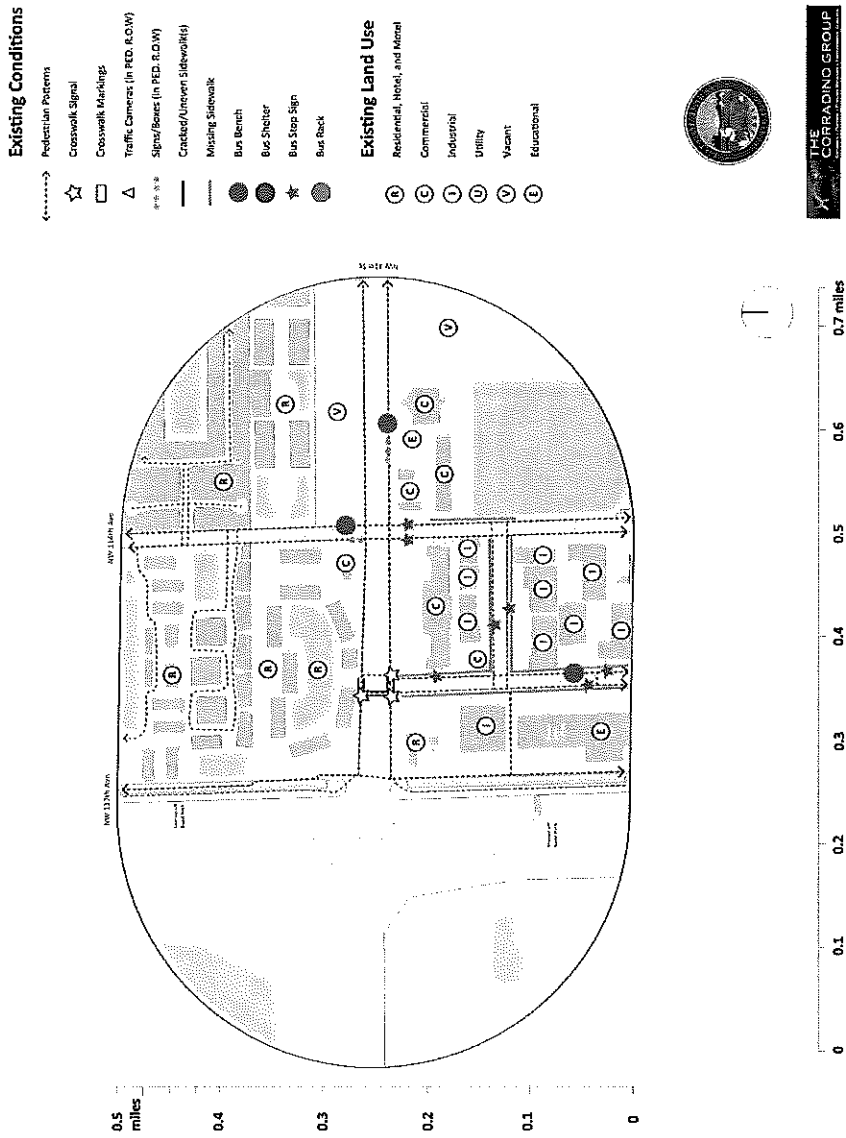 Existing Conditions
Pedestrian Patterns
Crosswalk Signal
Crosswalk Markings
Traffic Cameras (in PED. R.O.W)
Signs/Boxes (in PED. R.O.W)
Cracked/Uneven Sidewalk(s)
Missing Sidewalk
Bus Bench
Bus Shelter
Bus Stop Sign
Bus Rack
Existing Land Use
R Residential, Hotel, and Motel
C Commercial
I Industrial
U Utility
V Vacant
E Educational
THE
CORRADINO GROUP
NW 117th Ave
NW 114th Ave
R
R
R
R
R
V
C
V
C
E
C
C
C
C
I
I
I
I
I
I
I
I
I
R
I
E
0.5
miles
0.4
0.3
0.2
0.1
0
0
0.1
0.2
0.3
0.4
0.5
0.6
0.7 miles